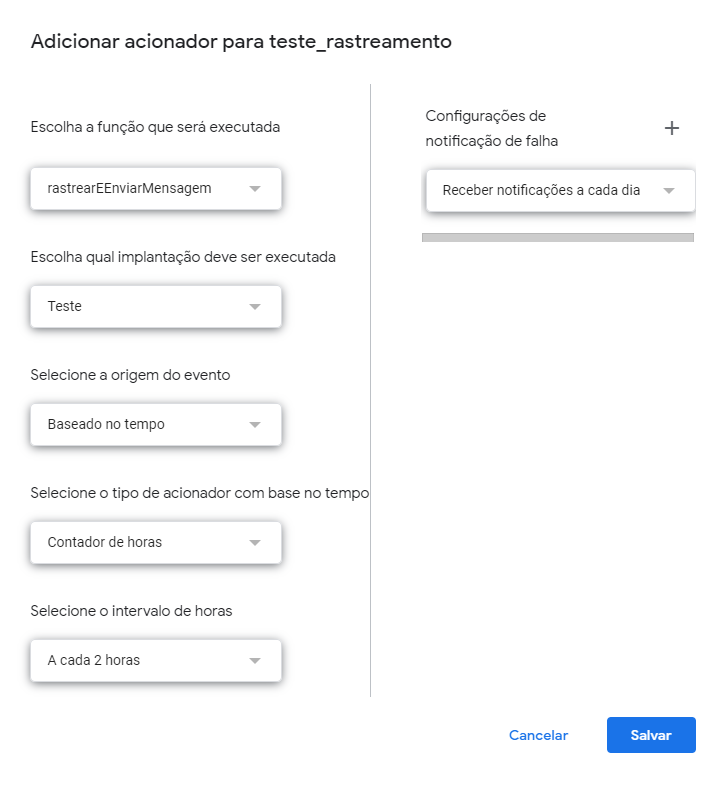 Adicionar acionador para teste_rastreamento
Escolha a função que será executada
rastrearEEnviarMensagem
Escolha qual implantação deve ser executada
Teste
Selecione a origem do evento
Baseado no tempo
Selecione o tipo de acionador com base no tempo
Contador de horas
Selecione o intervalo de horas
A cada 2 horas
Configurações de
notificação de falha
Receber notificações a cada dia
Cancelar
Salvar